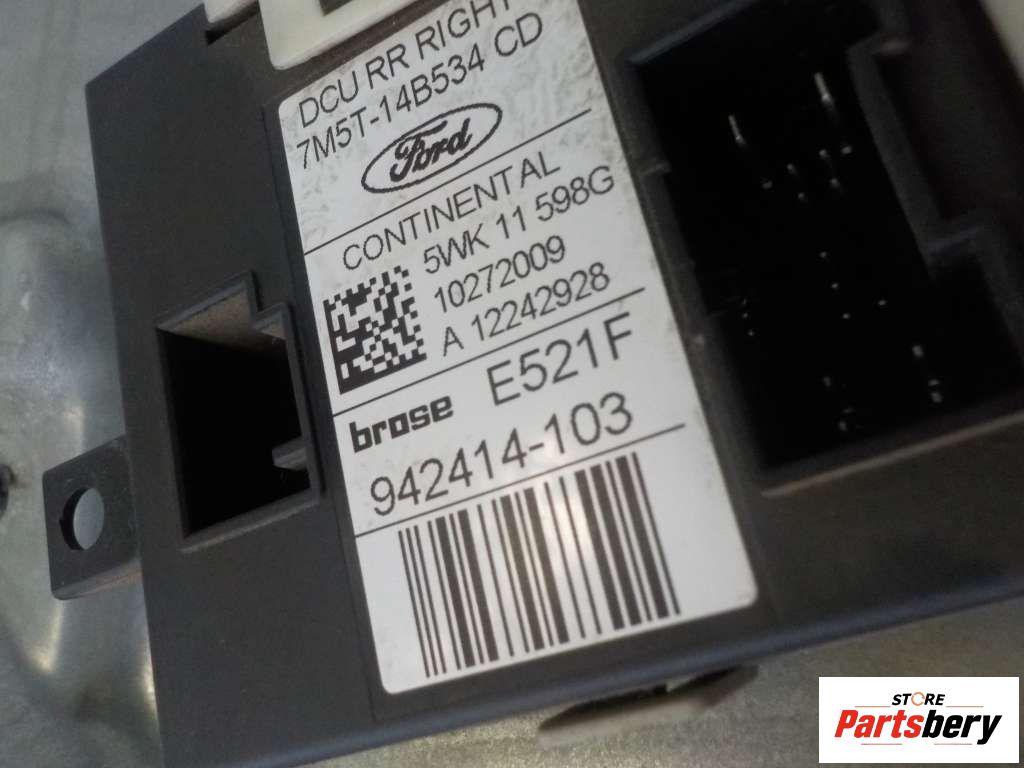 DCU RR RIGHT
7M5T-14B534 CD
Ford
CONTINENTAL
5WK 11 598G
10272009
A 12242928
brose E521F
942414-103
STORE
Partsbery